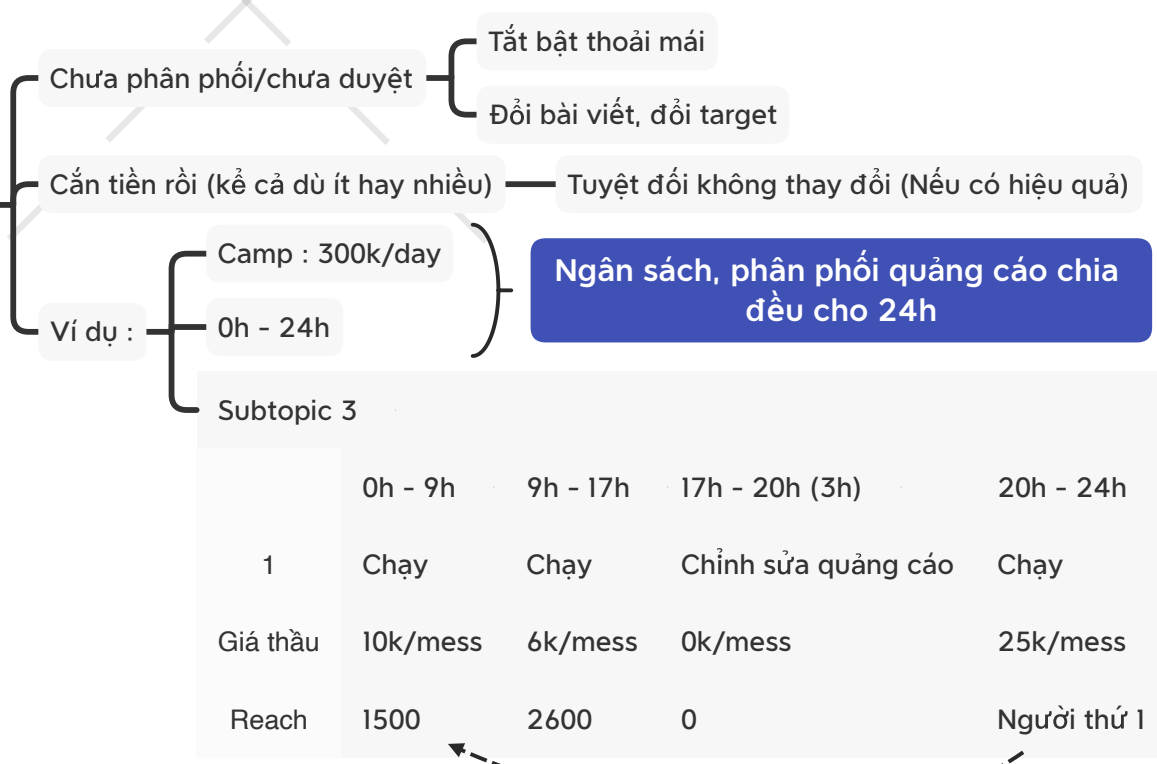 Tắt bật thoải mái
Chưa phân phối/chưa duyệt
Đổi bài viết, đổi target
Cắn tiền rồi (kể cả dù ít hay nhiều)
Tuyệt đối không thay đổi (Nếu có hiệu quả)
Camp : 300k/day
Ngân sách, phân phối quảng cáo chia
đều cho 24h
Ví dụ :
0h - 24h
Subtopic 3
0h - 9h 9h - 17h 17h - 20h (3h) 20h - 24h
1 Chạy Chạy Chỉnh sửa quảng cáo Chạy
Giá thầu 10k/mess 6k/mess 0k/mess 25k/mess
Reach 1500 2600 0 Người thứ 1